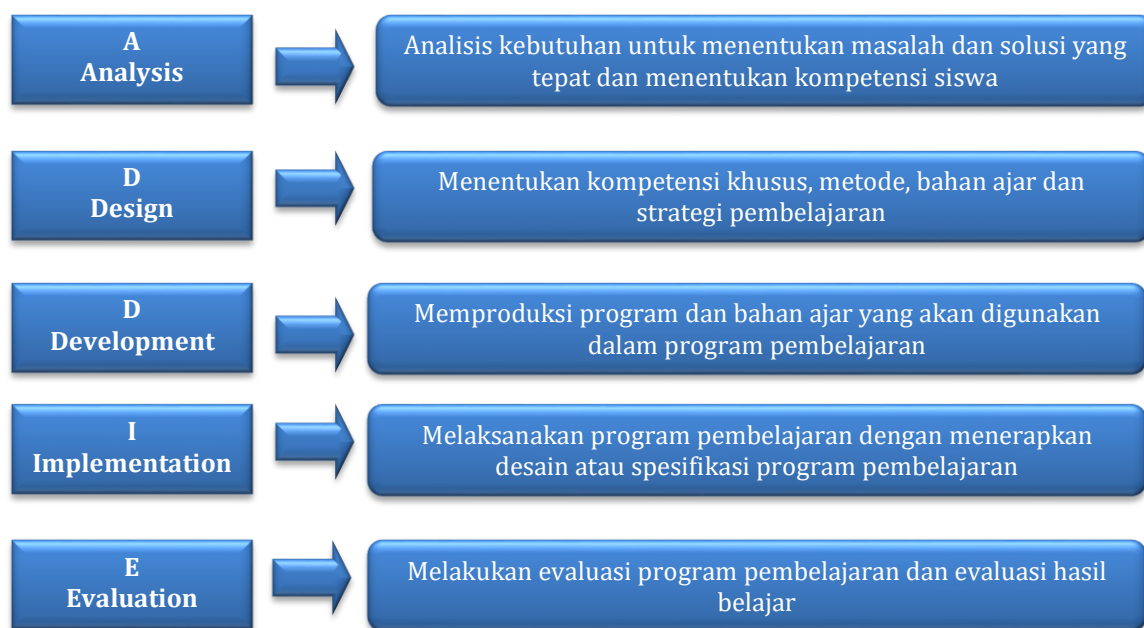 A
Analysis
Analisis kebutuhan untuk menentukan masalah dan solusi yang
tepat dan menentukan kompetensi siswa
D
Design
Menentukan kompetensi khusus, metode, bahan ajar dan
strategi pembelajaran
D
Development
Memproduksi program dan bahan ajar yang akan digunakan
dalam program pembelajaran
I
Implementation
Melaksanakan program pembelajaran dengan menerapkan
desain atau spesifikasi program pembelajaran
E
Evaluation
Melakukan evaluasi program pembelajaran dan evaluasi hasil
belajar